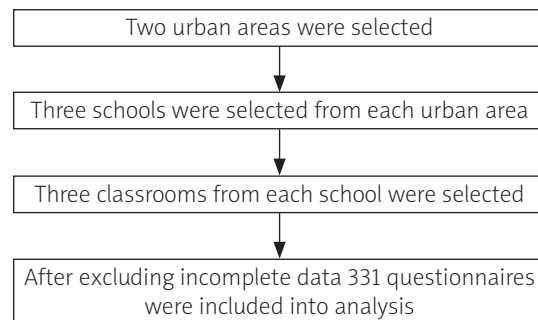 Two urban areas were selected
Three schools were selected from each urban area
Three classrooms from each school were selected
After excluding incomplete data 331 questionnaires
were included into analysis